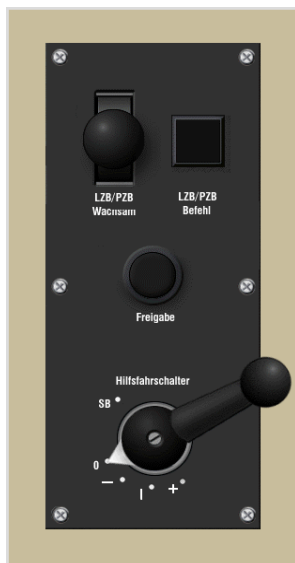 LZB/PZB
Wachsam
LZB/PZB
Befehl
Freigabe
Hilfsfahrschalter
SB
0
– | +